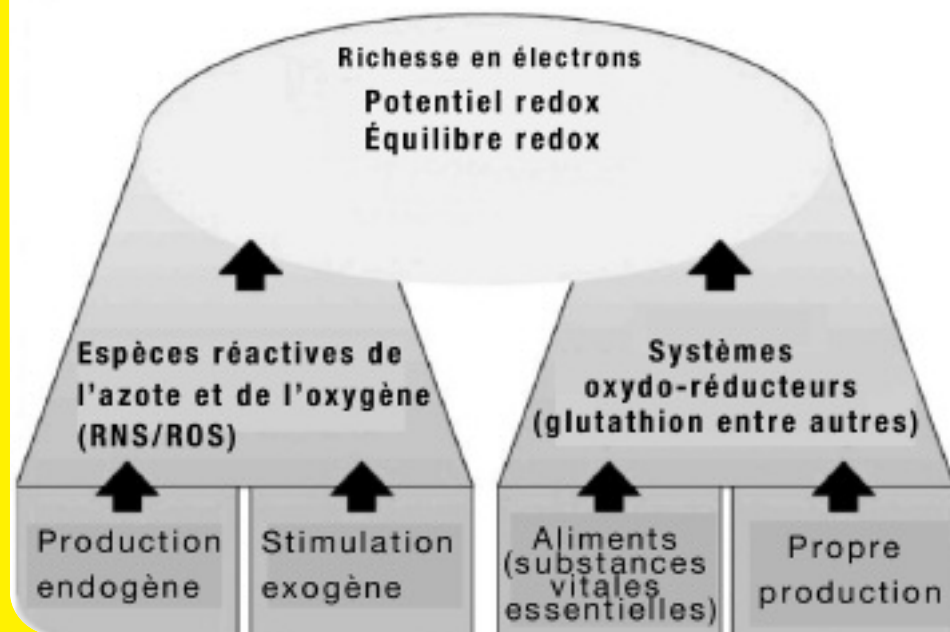 Richesse en électrons
Potentiel redox
Équilibre redox
Espèces réactives de
l'azote et de l'oxygène
(RNS/ROS)
Systèmes
oxydo-réducteurs
(glutathion entre autres)
Production
endogène
Stimulation
exogène
Aliments
(substances
vitales
essentielles)
Propre
production